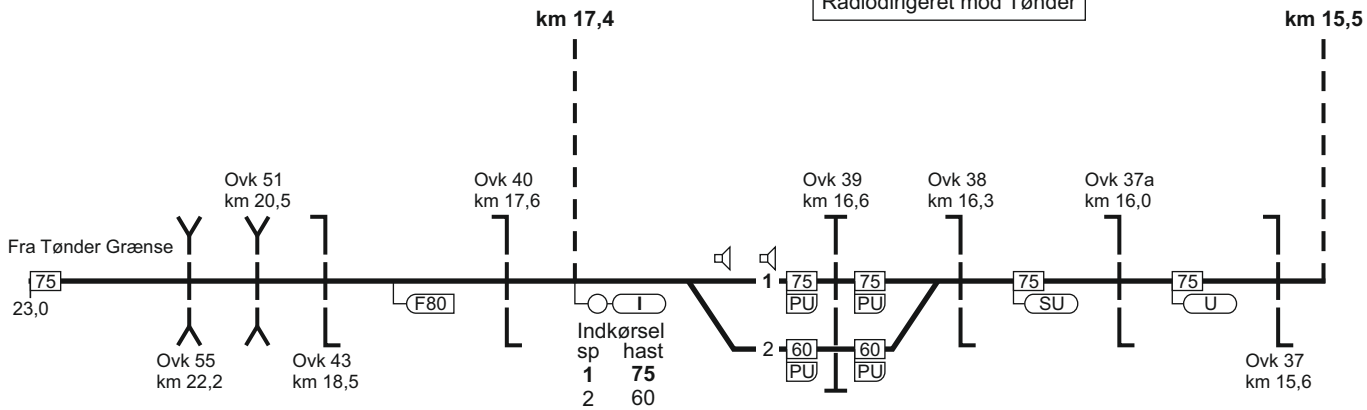 Radiodirigeret mod Tønder
km 17,4
km 15,5
Ovk 51
km 20,5
Ovk 40
km 17,6
Ovk 39
km 16,6
Ovk 38
km 16,3
Ovk 37a
km 16,0
Fra Tønder Grænse
75
23,0
F80
I
1
75
75
75
75
PU
PU
SU
U
Indkørsel
sp hast
1 75
2 60
2
60
60
PU
PU
Ovk 55
km 22,2
Ovk 43
km 18,5
Ovk 37
km 15,6